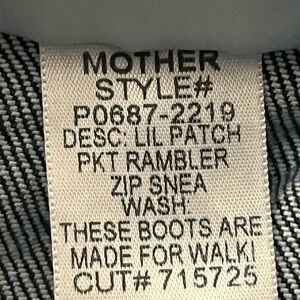 MOTHER
STYLE#
P0687-2219
DESC: LIL PATCH
PKT RAMBLER
ZIP SNEA
WASH:
THESE BOOTS ARE
MADE FOR WALKI
CUT# 715725